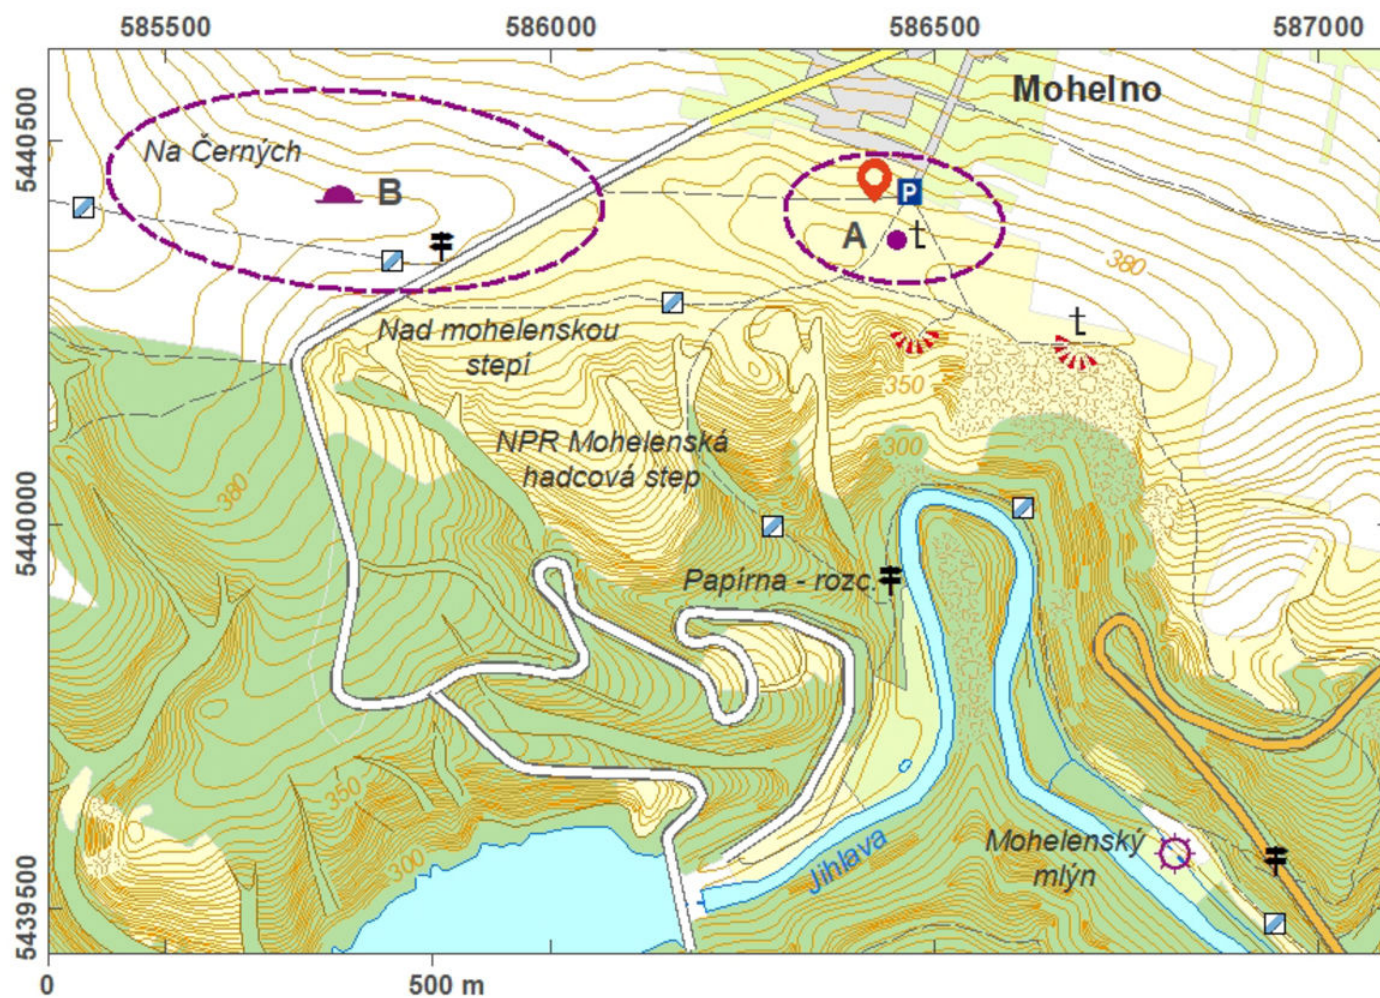 585500 586000 586500 587000
5440500
5440000
5439500
Mohelno
Na Černých
B
P
A
t
380
t
Nad mohelenskou
stepí
350
NPR Mohelenská
hadcová step
300
380
Papírna - rozc.
350
300
Jihlava
Mohelenský
mlýn
0 500 m